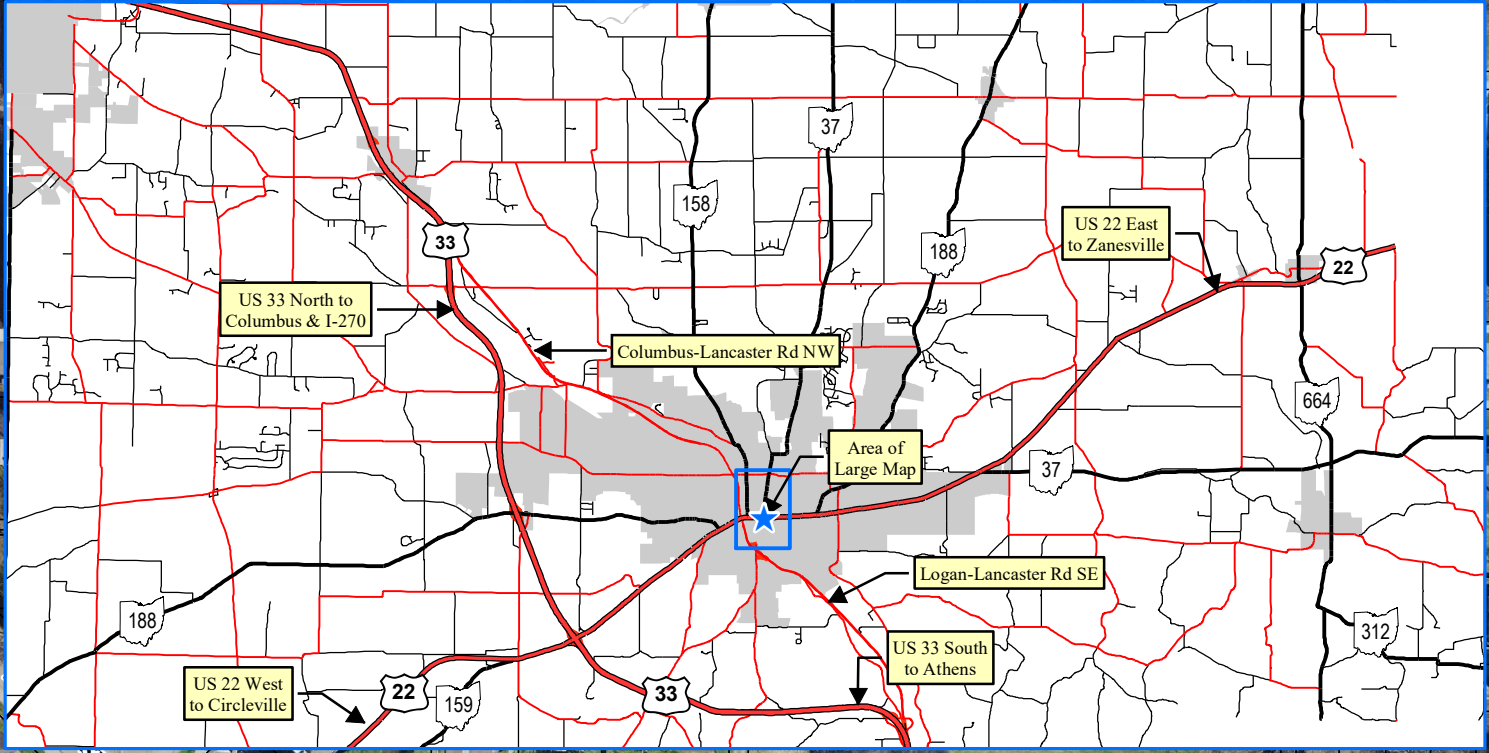 37
158
33
188
US 22 East
to Zanesville
22
US 33 North to
Columbus & I-270
Columbus-Lancaster Rd NW
664
Area of
Large Map
37
Logan-Lancaster Rd SE
188
312
US 33 South
to Athens
US 22 West
to Circleville
22
159
33